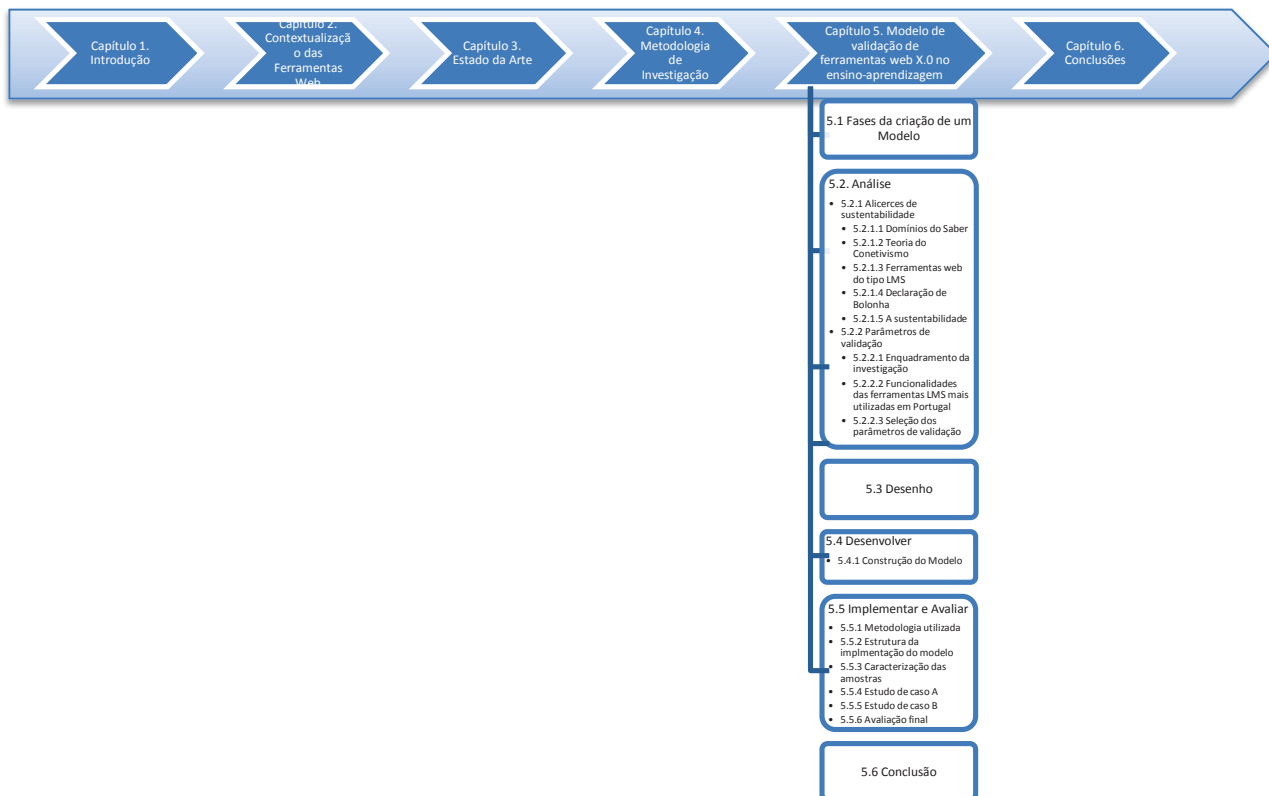 Capítulo 1.
Introdução
Capítulo 2.
Contextualizaçã
o das
Ferramentas
Web
Capítulo 3.
Estado da Arte
Capítulo 4.
Metodologia
de
Investigação
Capítulo 5. Modelo de
validação de
ferramentas web X.0 no
ensino-aprendizagem
Capítulo 6.
Conclusões
5.1 Fases da criação de um
Modelo
5.2. Análise
• 5.2.1 Alicerces de
sustentabilidade
• 5.2.1.1 Domínios do Saber
• 5.2.1.2 Teoria do
Conetivismo
• 5.2.1.3 Ferramentas web
do tipo LMS
• 5.2.1.4 Declaração de
Bolonha
• 5.2.1.5 A sustentabilidade
• 5.2.2 Parâmetros de
validação
• 5.2.2.1 Enquadramento da
investigação
• 5.2.2.2 Funcionalidades
das ferramentas LMS mais
utilizadas em Portugal
• 5.2.2.3 Seleção dos
parâmetros de validação
5.3 Desenho
5.4 Desenvolver
• 5.4.1 Construção do Modelo
5.5 Implementar e Avaliar
• 5.5.1 Metodologia utilizada
• 5.5.2 Estrutura da
implmentação do modelo
• 5.5.3 Caracterização das
amostras
• 5.5.4 Estudo de caso A
• 5.5.5 Estudo de caso B
• 5.5.6 Avaliação final
5.6 Conclusão